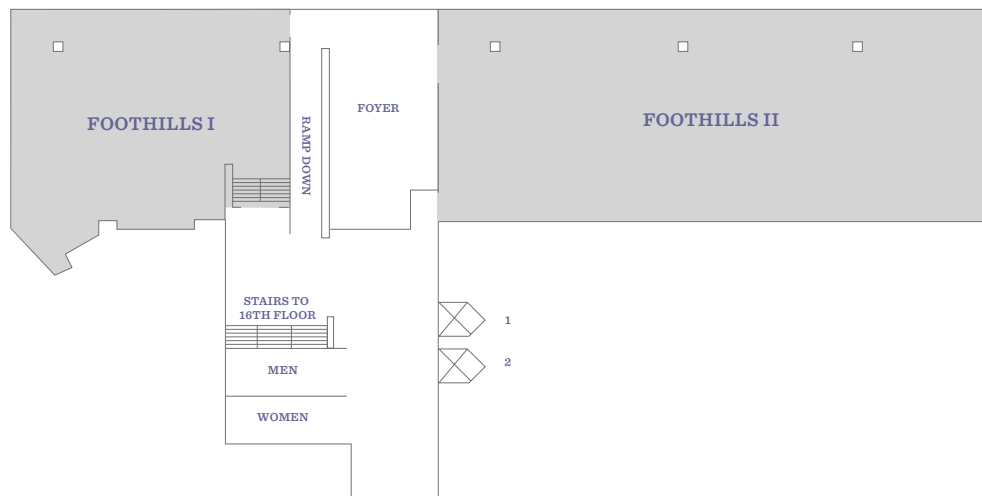 FOOTHILLS I
RAMP DOWN
FOYER
FOOTHILLS II
STAIRS TO
16TH FLOOR
1
2
MEN
WOMEN